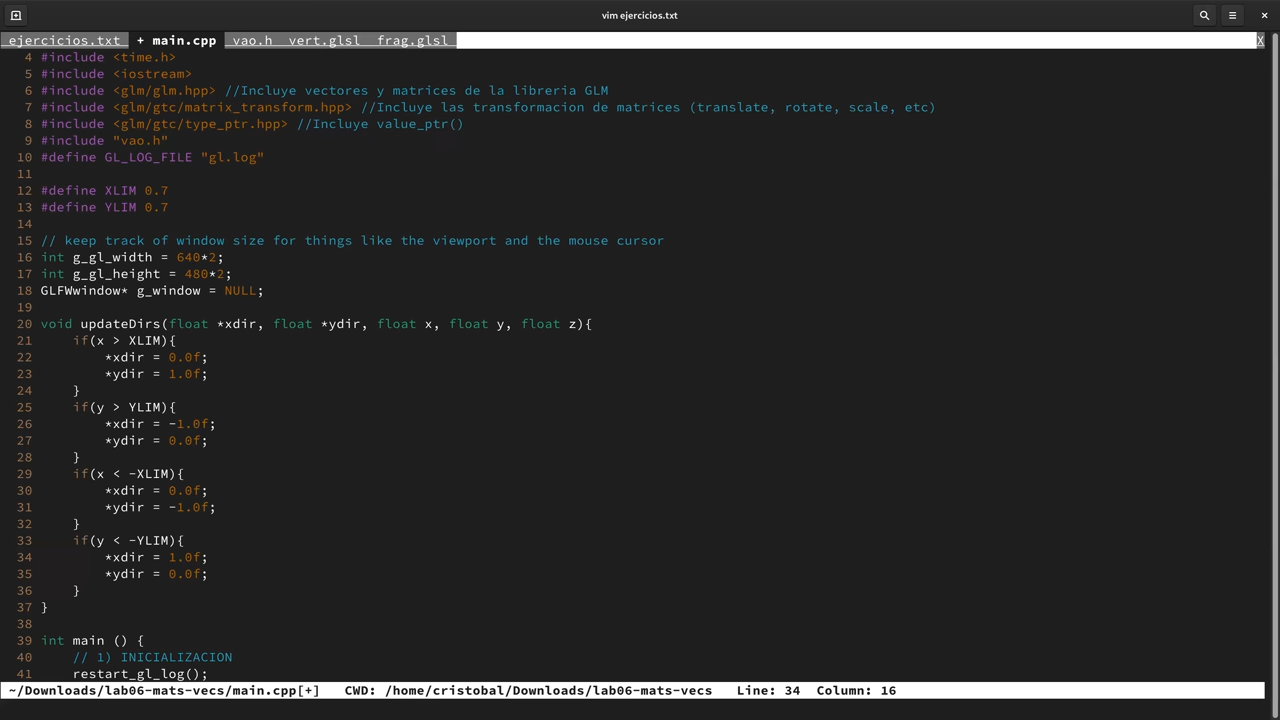 vim ejercicios.txt
ejercicios.txt + main.cpp vao.h vert.glsl frag.glsl X
4 #include <time.h>
5 #include <iostream>
6 #include <glm/glm.hpp> //Incluye vectores y matrices de la libreria GLM
7 #include <glm/gtc/matrix_transform.hpp> //Incluye las transformacion de matrices (translate, rotate, scale, etc)
8 #include <glm/gtc/type_ptr.hpp> //Incluye value_ptr()
9 #include "vao.h"
10 #define GL_LOG_FILE "gl.log"
11
12 #define XLIM 0.7
13 #define YLIM 0.7
14
15 // keep track of window size for things like the viewport and the mouse cursor
16 int g_gl_width = 640*2;
17 int g_gl_height = 480*2;
18 GLFWwindow* g_window = NULL;
19
20 void updateDirs(float *xdir, float *ydir, float x, float y, float z){
21     if(x > XLIM){
22         *xdir = 0.0f;
23         *ydir = 1.0f;
24     }
25     if(y > YLIM){
26         *xdir = -1.0f;
27         *ydir = 0.0f;
28     }
29     if(x < -XLIM){
30         *xdir = 0.0f;
31         *ydir = -1.0f;
32     }
33     if(y < -YLIM){
34         *xdir = 1.0f;
35         *ydir = 0.0f;
36     }
37 }
38
39 int main () {
40     // 1) INICIALIZACION
41     restart_gl_log();
~/Downloads/lab06-mats-vecs/main.cpp[+]   CWD: /home/cristobal/Downloads/lab06-mats-vecs   Line: 34  Column: 16